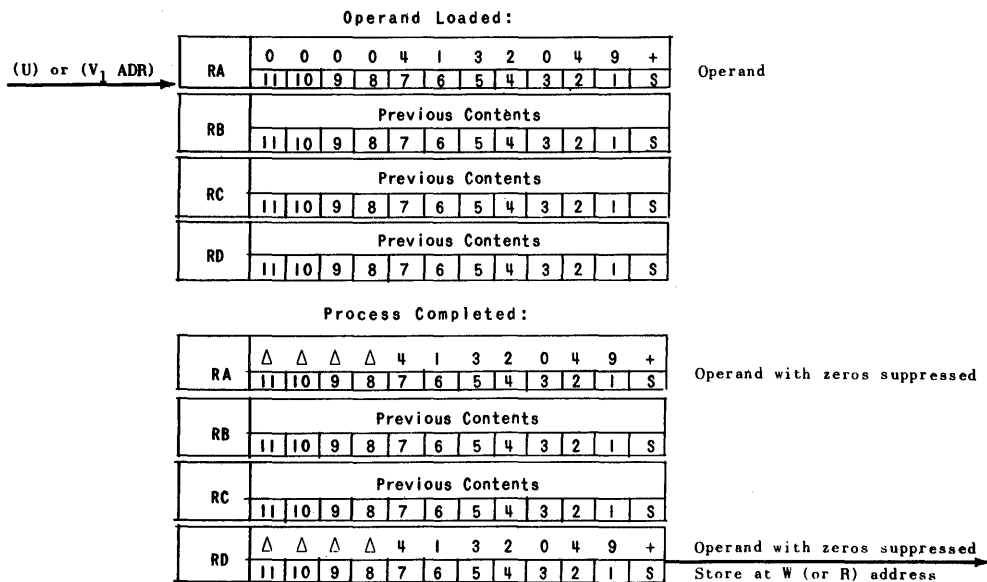 Operand Loaded:
(U) or (V1 ADR)
RA
0 0 0 0 4 1 3 2 0 4 9 +
11 10 9 8 7 6 5 4 3 2 1 S
Operand
RB
Previous Contents
11 10 9 8 7 6 5 4 3 2 1 S
RC
Previous Contents
11 10 9 8 7 6 5 4 3 2 1 S
RD
Previous Contents
11 10 9 8 7 6 5 4 3 2 1 S
Process Completed:
RA
Δ Δ Δ Δ 4 1 3 2 0 4 9 +
11 10 9 8 7 6 5 4 3 2 1 S
Operand with zeros suppressed
RB
Previous Contents
11 10 9 8 7 6 5 4 3 2 1 S
RC
Previous Contents
11 10 9 8 7 6 5 4 3 2 1 S
RD
Δ Δ Δ Δ 4 1 3 2 0 4 9 +
11 10 9 8 7 6 5 4 3 2 1 S
Operand with zeros suppressed
Store at W (or R) address